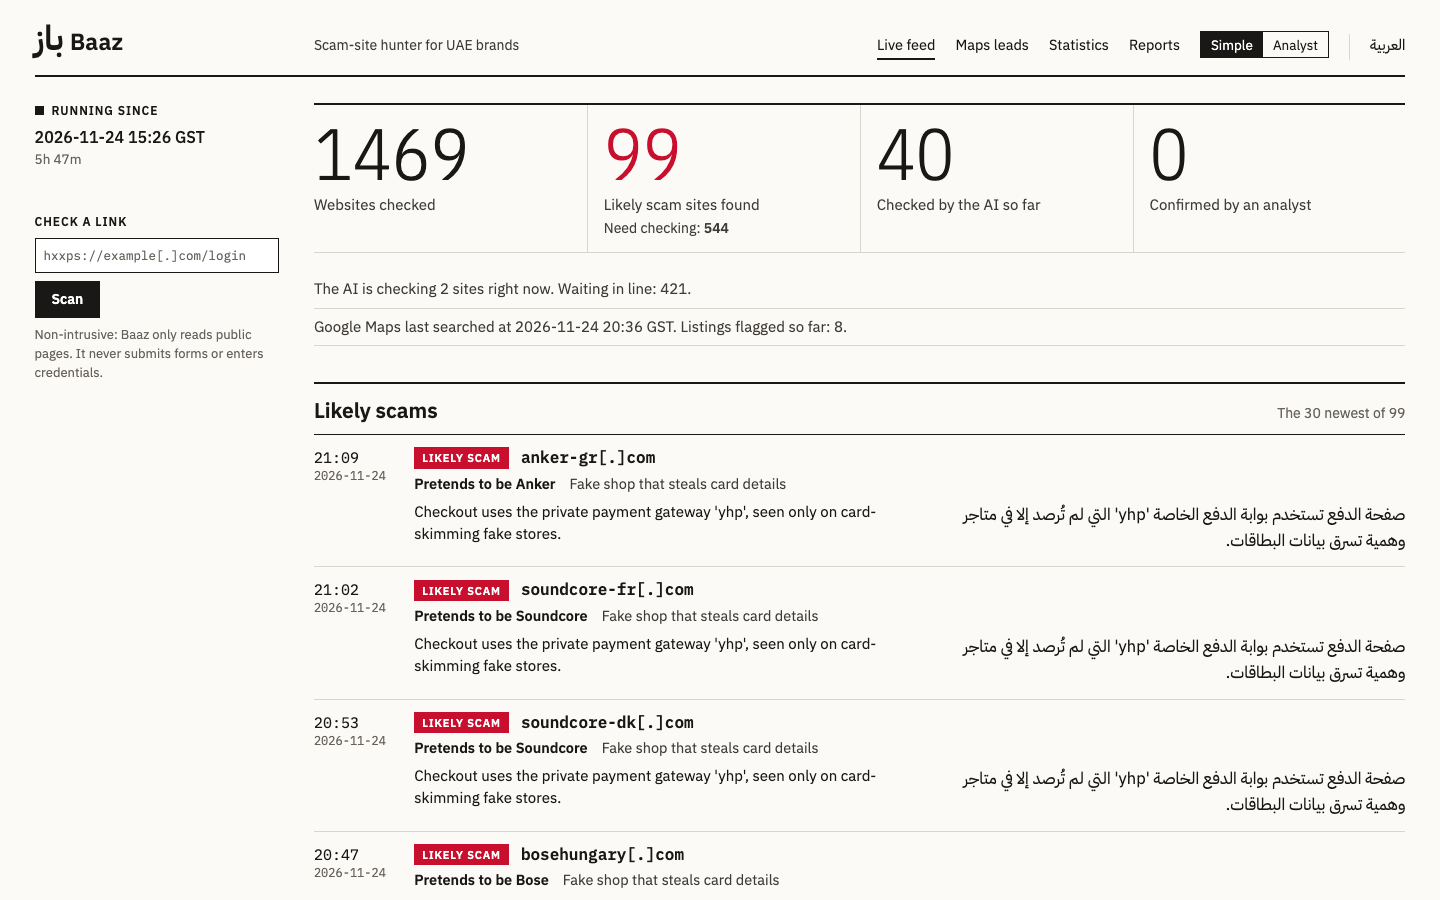 باز Baaz
Scam-site hunter for UAE brands
Live feed Maps leads Statistics Reports Simple Analyst العربية
RUNNING SINCE
2026-11-24 15:26 GST
5h 47m
CHECK A LINK
hxxps://example[.]com/login
Scan
Non-intrusive: Baaz only reads public
pages. It never submits forms or enters
credentials.
1469
Websites checked
99
Likely scam sites found
Need checking: 544
40
Checked by the AI so far
0
Confirmed by an analyst
The AI is checking 2 sites right now. Waiting in line: 421.
Google Maps last searched at 2026-11-24 20:36 GST. Listings flagged so far: 8.
Likely scams
The 30 newest of 99
21:09
2026-11-24
LIKELY SCAM anker-gr[.]com
Pretends to be Anker Fake shop that steals card details
Checkout uses the private payment gateway 'yhp', seen only on card-
skimming fake stores.
صفحة الدفع تستخدم بوابة الدفع الخاصة 'yhp' التي لم تُرصد إلا في متاجر
وهمية تسرق بيانات البطاقات.
21:02
2026-11-24
LIKELY SCAM soundcore-fr[.]com
Pretends to be Soundcore Fake shop that steals card details
Checkout uses the private payment gateway 'yhp', seen only on card-
skimming fake stores.
صفحة الدفع تستخدم بوابة الدفع الخاصة 'yhp' التي لم تُرصد إلا في متاجر
وهمية تسرق بيانات البطاقات.
20:53
2026-11-24
LIKELY SCAM soundcore-dk[.]com
Pretends to be Soundcore Fake shop that steals card details
Checkout uses the private payment gateway 'yhp', seen only on card-
skimming fake stores.
صفحة الدفع تستخدم بوابة الدفع الخاصة 'yhp' التي لم تُرصد إلا في متاجر
وهمية تسرق بيانات البطاقات.
20:47
2026-11-24
LIKELY SCAM bosehungary[.]com
Pretends to be Bose Fake shop that steals card details